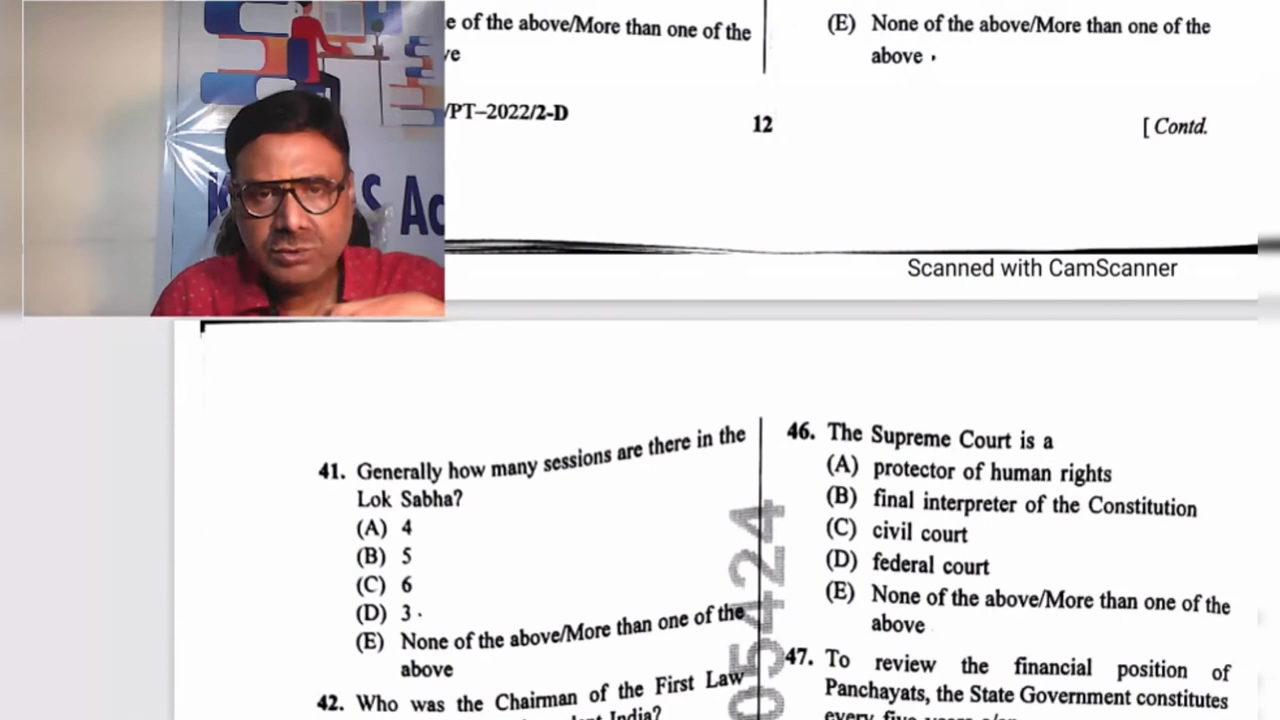 e of the above/More than one of the
/e
/PT–2022/2-D
12
(E) None of the above/More than one of the
above
[ Contd.
K S Ac
Scanned with CamScanner
41. Generally how many sessions are there in the
Lok Sabha?
(A) 4
(B) 5
(C) 6
(D) 3
(E) None of the above/More than one of the
above
42. Who was the Chairman of the First Law
India?
05424
46. The Supreme Court is a
(A) protector of human rights
(B) final interpreter of the Constitution
(C) civil court
(D) federal court
(E) None of the above/More than one of the
above
47. To review the financial position of
Panchayats, the State Government constitutes
every five years